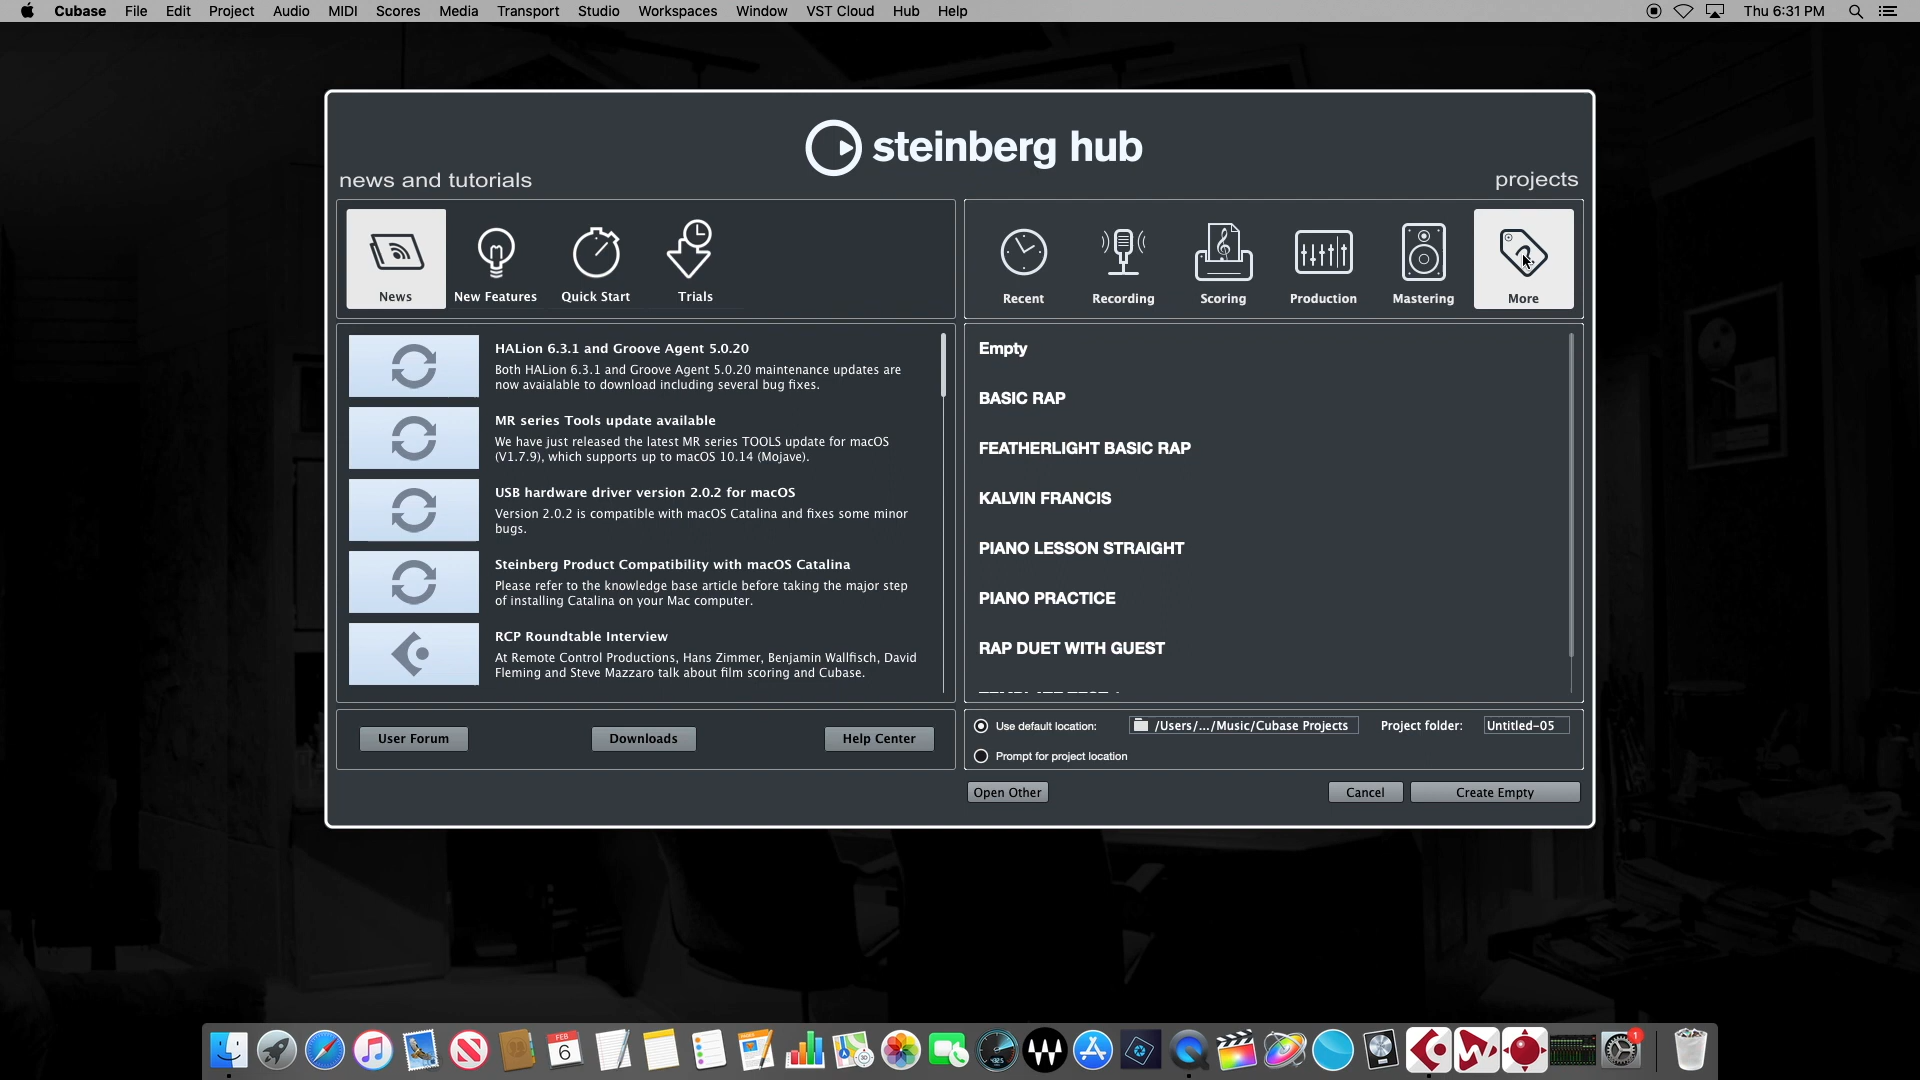 Cubase File Edit Project Audio MIDI Scores Media Transport Studio Workspaces Window VST Cloud Hub Help
Thu 6:31 PM
steinberg hub
news and tutorials
projects
News
New Features
Quick Start
Trials
Recent
Recording
Scoring
Production
Mastering
More
HALion 6.3.1 and Groove Agent 5.0.20
Both HALion 6.3.1 and Groove Agent 5.0.20 maintenance updates are
now avaialable to download including several bug fixes.
MR series Tools update available
We have just released the latest MR series TOOLS update for macOS
(V1.7.9), which supports up to macOS 10.14 (Mojave).
USB hardware driver version 2.0.2 for macOS
Version 2.0.2 is compatible with macOS Catalina and fixes some minor
bugs.
Steinberg Product Compatibility with macOS Catalina
Please refer to the knowledge base article before taking the major step
of installing Catalina on your Mac computer.
RCP Roundtable Interview
At Remote Control Productions, Hans Zimmer, Benjamin Wallfisch, David
Fleming and Steve Mazzaro talk about film scoring and Cubase.
Empty
BASIC RAP
FEATHERLIGHT BASIC RAP
KALVIN FRANCIS
PIANO LESSON STRAIGHT
PIANO PRACTICE
RAP DUET WITH GUEST
User Forum
Downloads
Help Center
Use default location:
/Users/.../Music/Cubase Projects
Project folder:
Untitled-05
Prompt for project location
Open Other
Cancel
Create Empty
FEB
6
1